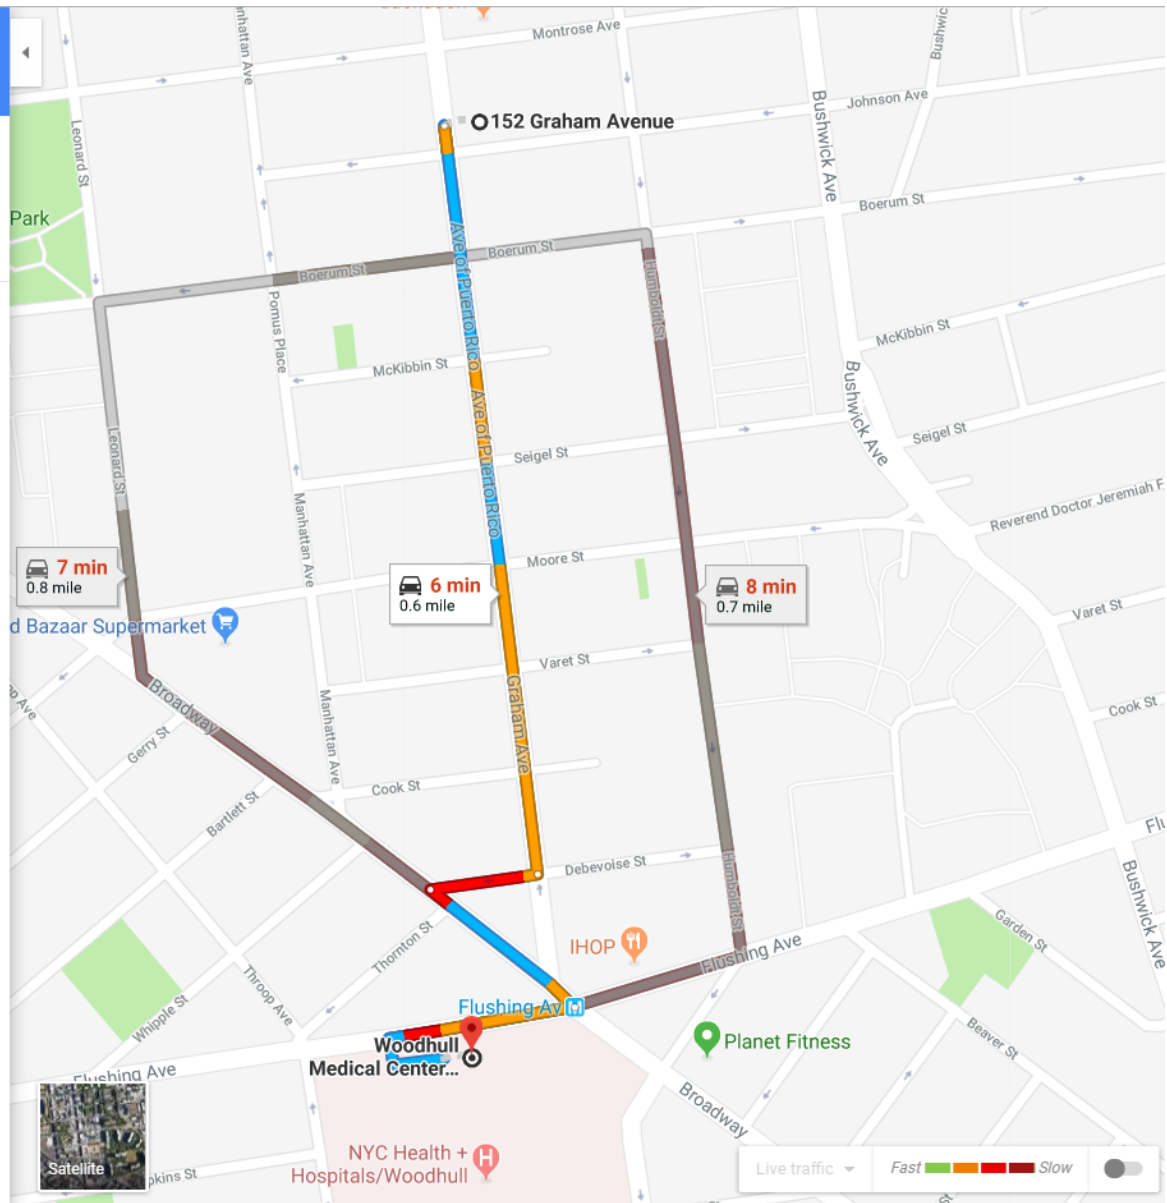 Montrose Ave
Manhattan Ave
Johnson Ave
Bushwick Ave
152 Graham Avenue
Leonard St
Park
Boerum St
Ave of Puerto Rico
Boerum St
Boerum St
Humboldt St
Pomus Place
McKibbin St
McKibbin St
Bushwick Ave
Ave of Puerto Rico
Leonard St
Seigel St
Seigel St
Manhattan Ave
Reverend Doctor Jeremiah F
Moore St
7 min
0.8 mile
6 min
0.6 mile
8 min
0.7 mile
d Bazaar Supermarket
Varet St
Varet St
Broadway
Graham Ave
Manhattan Ave
Cook St
Gerry St
Cook St
Bartlett St
Debevoise St
Humboldt St
Flu
Bushwick Ave
Thornton St
IHOP
Flushing Ave
Garden St
Throop Ave
Whipple St
Flushing Av
Woodhull
Medical Center...
Planet Fitness
Beaver St
Flushing Ave
Broadway
Satellite
NYC Health +
Hospitals/Woodhull
pkins St
Live traffic
Fast
Slow